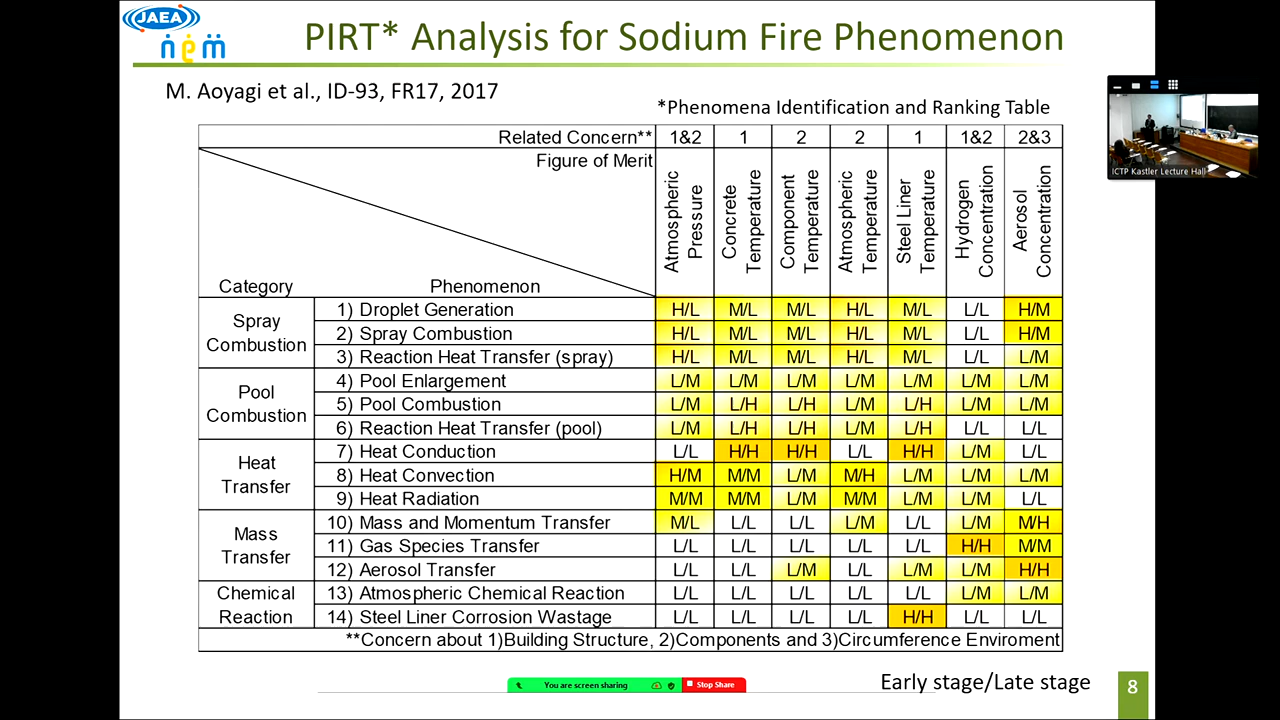 JAEA
PIRT* Analysis for Sodium Fire Phenomenon
M. Aoyagi et al., ID-93, FR17, 2017
*Phenomena Identification and Ranking Table
ICTP Kastler Lecture Hall
Related Concern** 1&2 1 2 2 1 1&2 2&3
Figure of Merit
Atmospheric Pressure
Concrete Temperature
Component Temperature
Atmospheric Temperature
Steel Liner Temperature
Hydrogen Concentration
Aerosol Concentration
Category Phenomenon
Spray Combustion
1) Droplet Generation H/L M/L M/L H/L M/L L/L H/M
2) Spray Combustion H/L M/L M/L H/L M/L L/L H/M
3) Reaction Heat Transfer (spray) H/L M/L M/L H/L M/L L/L L/M
Pool Combustion
4) Pool Enlargement L/M L/M L/M L/M L/M L/M L/M
5) Pool Combustion L/M L/H L/H L/M L/H L/M L/M
6) Reaction Heat Transfer (pool) L/M L/H L/H L/M L/H L/L L/L
Heat Transfer
7) Heat Conduction L/L H/H H/H L/L H/H L/M L/L
8) Heat Convection H/M M/M L/M M/H L/M L/M L/M
9) Heat Radiation M/M M/M L/M M/M L/M L/M L/L
Mass Transfer
10) Mass and Momentum Transfer M/L L/L L/L L/M L/L L/M M/H
11) Gas Species Transfer L/L L/L L/L L/L L/L H/H M/M
12) Aerosol Transfer L/L L/L L/M L/L L/M L/M H/H
Chemical Reaction
13) Atmospheric Chemical Reaction L/L L/L L/L L/L L/L L/M L/M
14) Steel Liner Corrosion Wastage L/L L/L L/L L/L H/H L/L L/L
**Concern about 1)Building Structure, 2)Components and 3)Circumference Enviroment
Early stage/Late stage
You are screen sharing Stop Share
8